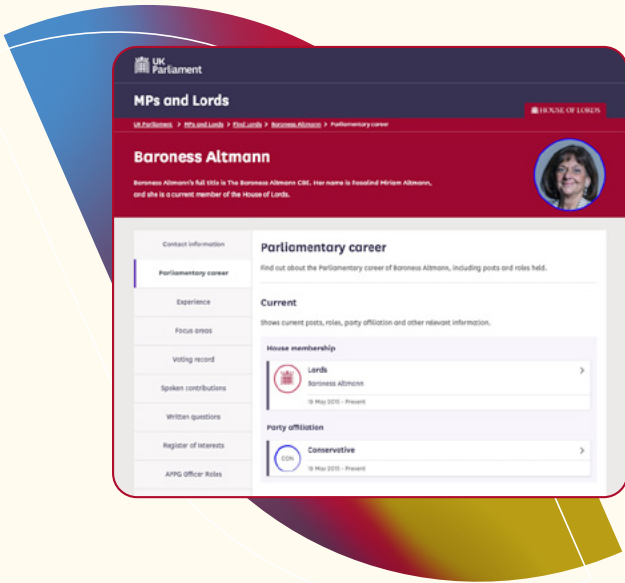 UK
Parliament
MPs and Lords
HOUSE OF LORDS
UK Parliament > MPs and Lords > Find Lords > Baroness Altmann > Parliamentary career
Baroness Altmann
Baroness Altmann's full title is The Baroness Altmann CBE. Her name is Rosalind Miriam Altmann,
and she is a current member of the House of Lords.
Contact information
Parliamentary career
Experience
Focus areas
Voting record
Spoken contributions
Written questions
Register of Interests
APPG Officer Roles
Parliamentary career
Find out about the Parliamentary career of Baroness Altmann, including posts and roles held.
Current
Shows current posts, roles, party affiliation and other relevant information.
House membership
Lords
Baroness Altmann
19 May 2015 - Present
Party affiliation
CON
Conservative
19 May 2015 - Present